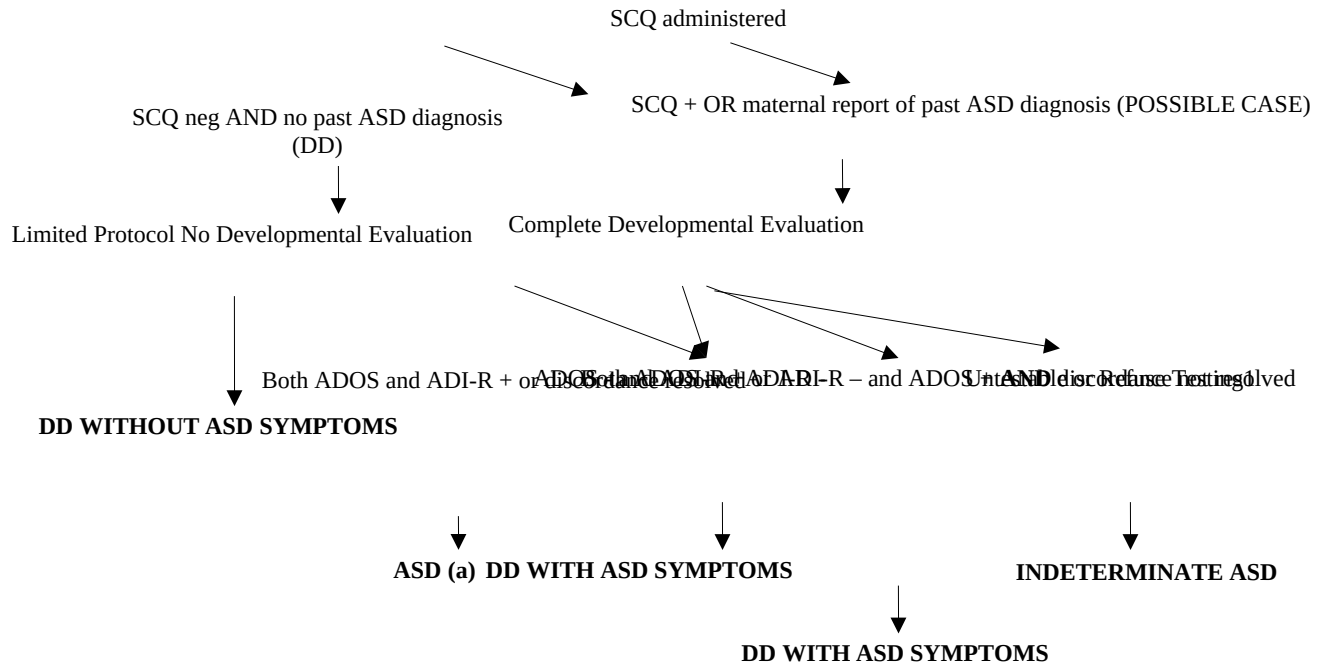 SCQ administered
SCQ + OR maternal report of past ASD diagnosis (POSSIBLE CASE)
SCQ neg AND no past ASD diagnosis
(DD)
Complete Developmental Evaluation
Limited Protocol No Developmental Evaluation
Both ADOS and ADI-R + or discordance resolved
DD WITHOUT ASD SYMPTOMS
ASD (a) DD WITH ASD SYMPTOMS
INDETERMINATE ASD
DD WITH ASD SYMPTOMS